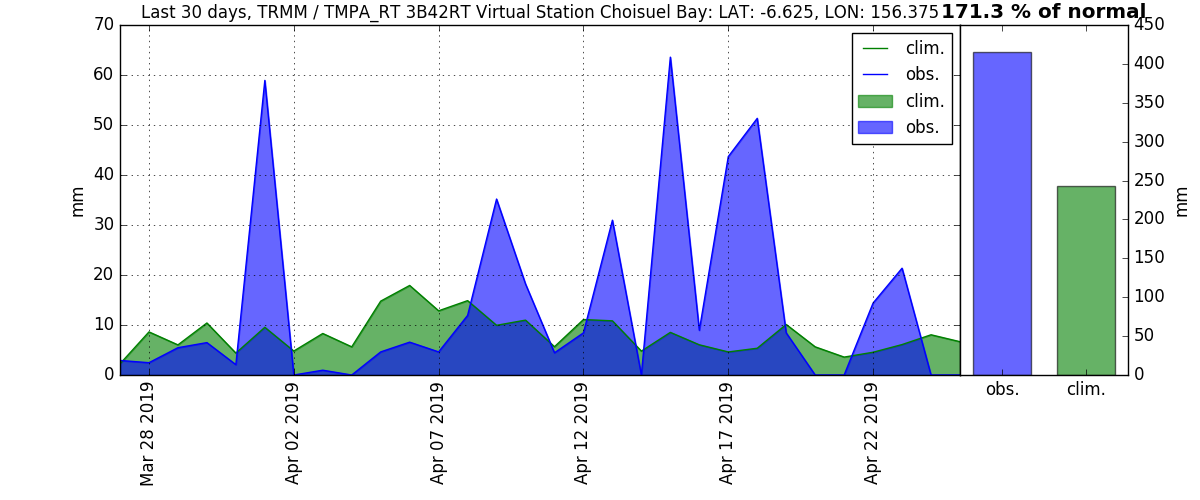 Last 30 days, TRMM / TMPA_RT 3B42RT Virtual Station Choisuel Bay: LAT: -6.625, LON: 156.375 171.3 % of normal
clim.
obs.
clim.
obs.
70
60
50
40
30
20
10
0
mm
Mar 28 2019
Apr 02 2019
Apr 07 2019
Apr 12 2019
Apr 17 2019
Apr 22 2019
450
400
350
300
250
200
150
100
50
0
mm
obs. clim.